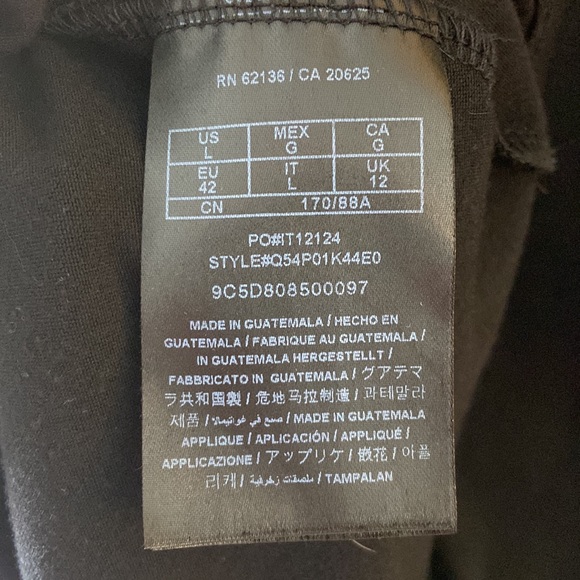 RN 62136 / CA 20625
US L MEX G CA G
EU 42 IT L UK 12
CN 170/88A
PO#IT12124
STYLE#Q54P01K44E0
9C5D808500097
MADE IN GUATEMALA / HECHO EN
GUATEMALA / FABRIQUE AU GUATEMALA /
IN GUATEMALA HERGESTELLT /
FABBRICATO IN GUATEMALA / グアテマ
ラ共和国製 / 危地马拉制造 / 과테말라
제품 / صنع في غواتيمالا / MADE IN GUATEMALA
APPLIQUE / APLICACIÓN / APPLIQUÉ /
APPLICAZIONE / アップリケ / 嵌花 / 아플
리케 / ملصقات زخرفية / TAMPALAN